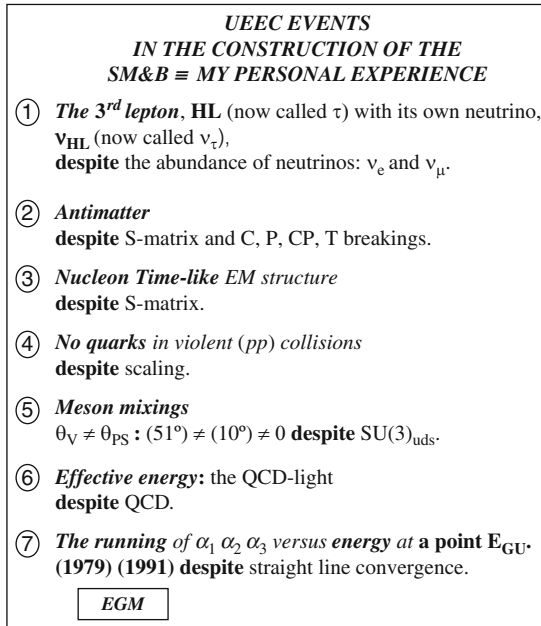 UEEC EVENTS
IN THE CONSTRUCTION OF THE
SM&B ≡ MY PERSONAL EXPERIENCE
① The 3rd lepton, HL (now called τ) with its own neutrino,
νHL (now called ντ),
despite the abundance of neutrinos: νe and νμ.
② Antimatter
despite S-matrix and C, P, CP, T breakings.
③ Nucleon Time-like EM structure
despite S-matrix.
④ No quarks in violent (pp) collisions
despite scaling.
⑤ Meson mixings
θV ≠ θPS : (51º) ≠ (10º) ≠ 0 despite SU(3)uds.
⑥ Effective energy: the QCD-light
despite QCD.
⑦ The running of α1 α2 α3 versus energy at a point EGU.
(1979) (1991) despite straight line convergence.
EGM